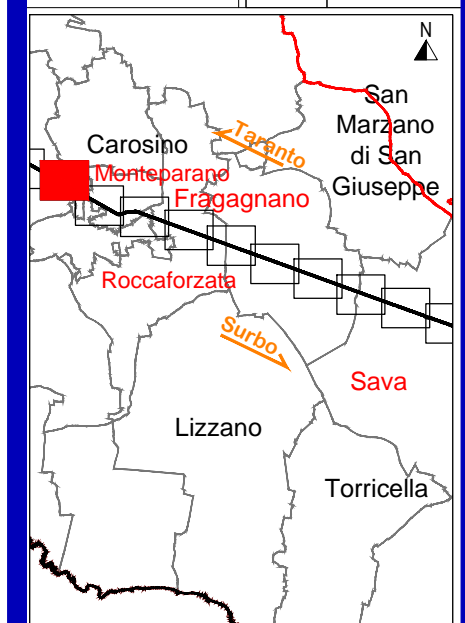 N
San
Marzano
di San
Giuseppe
Taranto
Carosino
Monteparano
Fragagnano
Roccaforzata
Surbo
Sava
Lizzano
Torricella